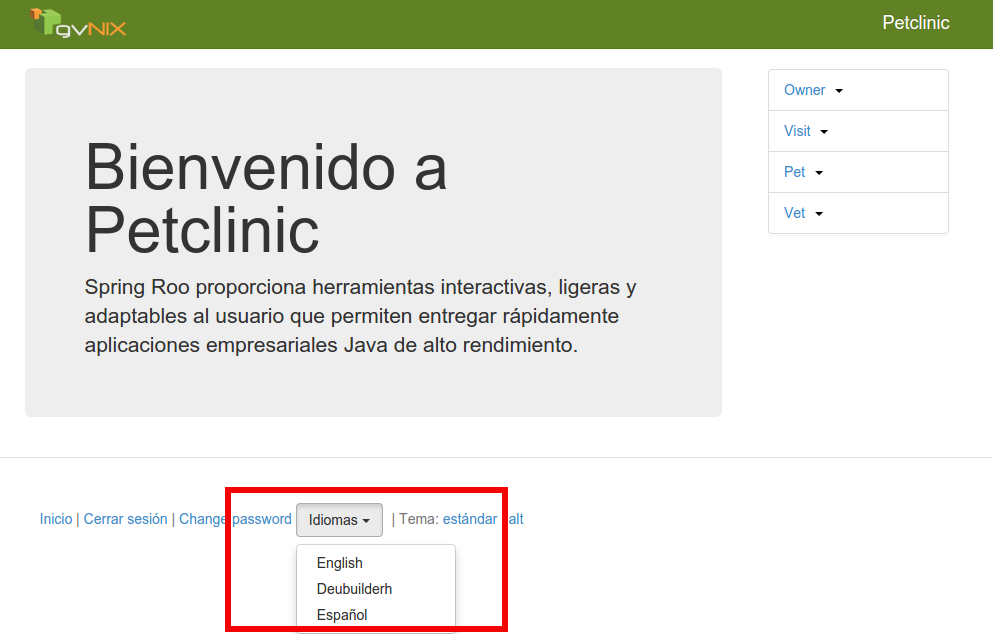 gvNIX
Petclinic
Bienvenido a
Petclinic
Spring Roo proporciona herramientas interactivas, ligeras y
adaptables al usuario que permiten entregar rápidamente
aplicaciones empresariales Java de alto rendimiento.
Owner
Visit
Pet
Vet
Inicio | Cerrar sesión | Change password Idiomas | Tema: estándar alt
English
Deubuilderh
Español